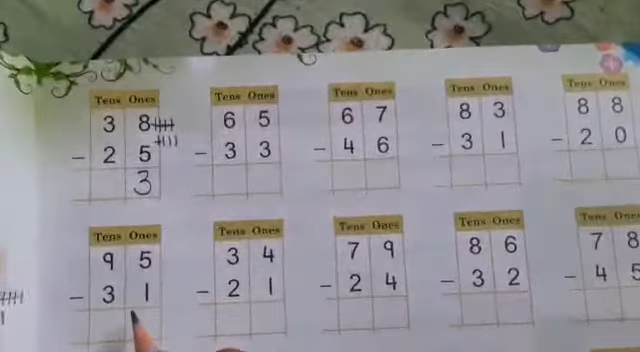 Tens Ones Tens Ones Tens Ones Tens Ones Tens Ones
3 8 6 5 6 7 8 3 8 8
- 2 5 - 3 3 - 4 6 - 3 1 - 2 0
3
Tens Ones Tens Ones Tens Ones Tens Ones Tens Ones
9 5 3 4 7 9 8 6 7 8
- 3 1 - 2 1 - 2 4 - 3 2 - 4 5